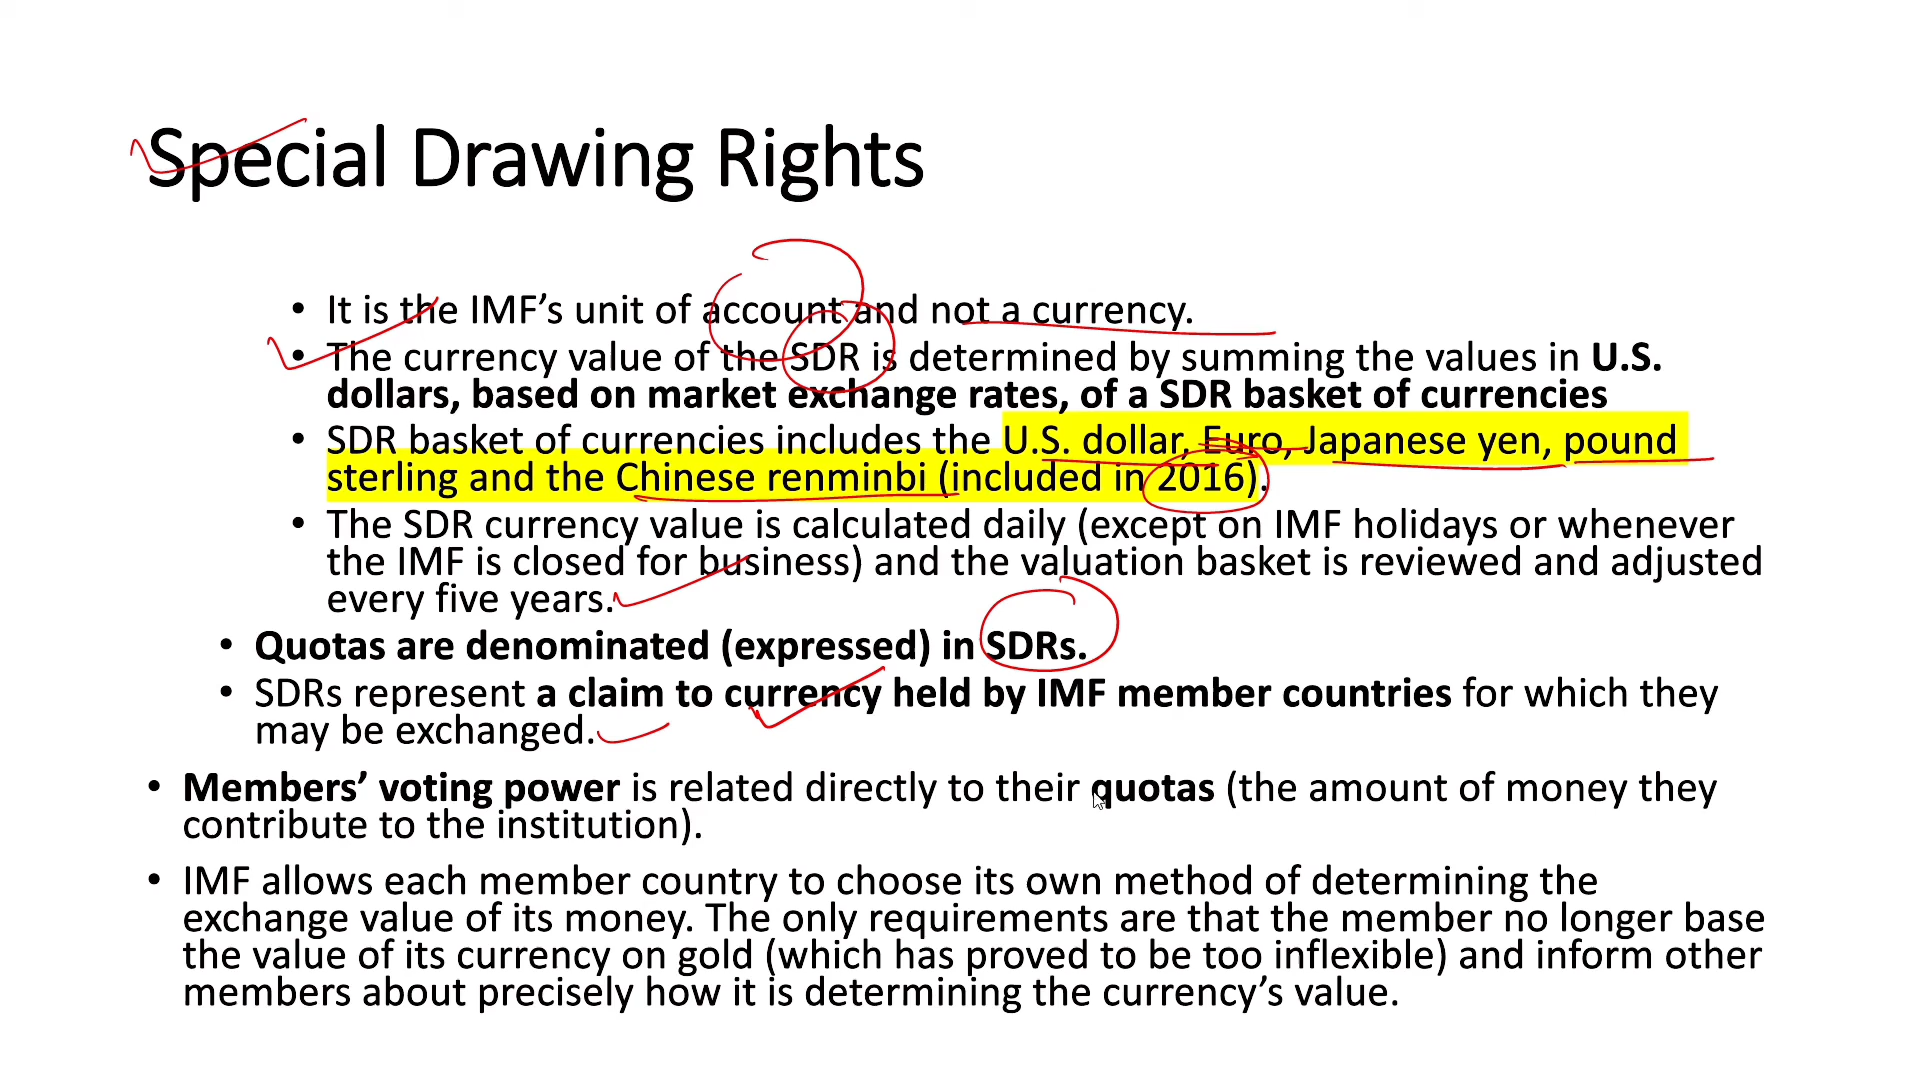 Special Drawing Rights
• It is the IMF’s unit of account and not a currency.
• The currency value of the SDR is determined by summing the values in U.S.
dollars, based on market exchange rates, of a SDR basket of currencies
• SDR basket of currencies includes the U.S. dollar, Euro, Japanese yen, pound
sterling and the Chinese renminbi (included in 2016).
• The SDR currency value is calculated daily (except on IMF holidays or whenever
the IMF is closed for business) and the valuation basket is reviewed and adjusted
every five years.
• Quotas are denominated (expressed) in SDRs.
• SDRs represent a claim to currency held by IMF member countries for which they
may be exchanged.
• Members’ voting power is related directly to their quotas (the amount of money they
contribute to the institution).
• IMF allows each member country to choose its own method of determining the
exchange value of its money. The only requirements are that the member no longer base
the value of its currency on gold (which has proved to be too inflexible) and inform other
members about precisely how it is determining the currency’s value.